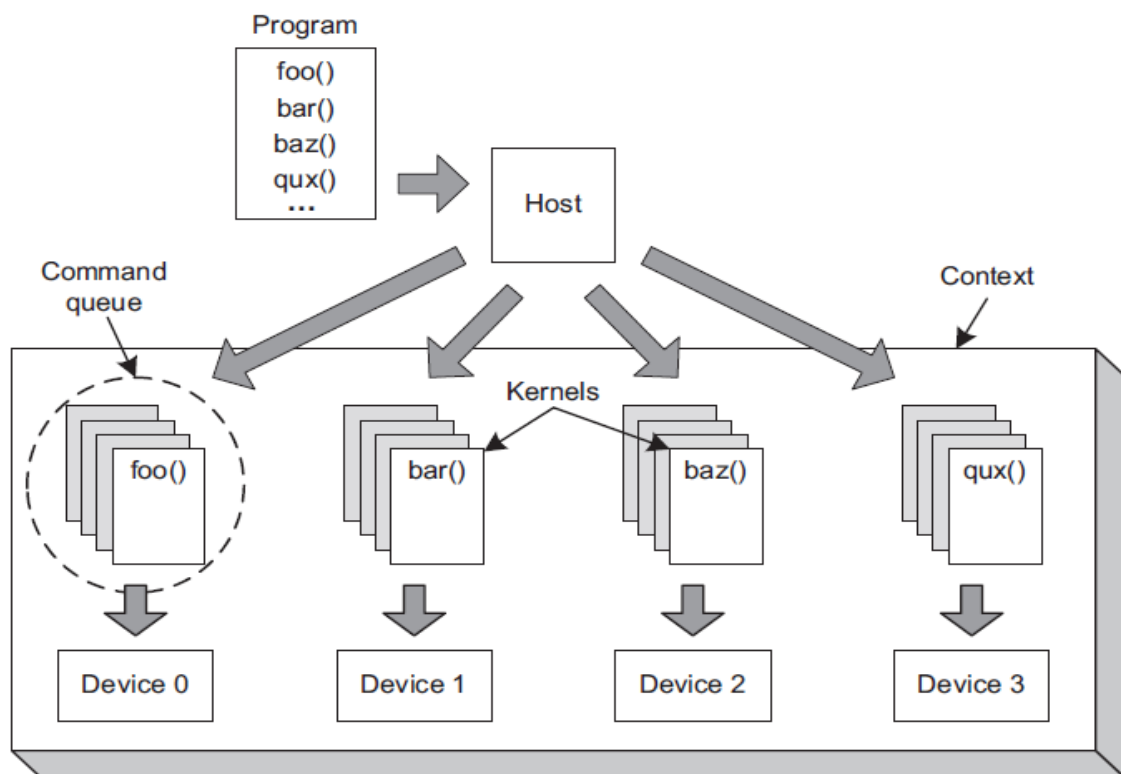 Program
foo()
bar()
baz()
qux()
...
Host
Command
queue
Context
Kernels
foo()
bar()
baz()
qux()
Device 0
Device 1
Device 2
Device 3